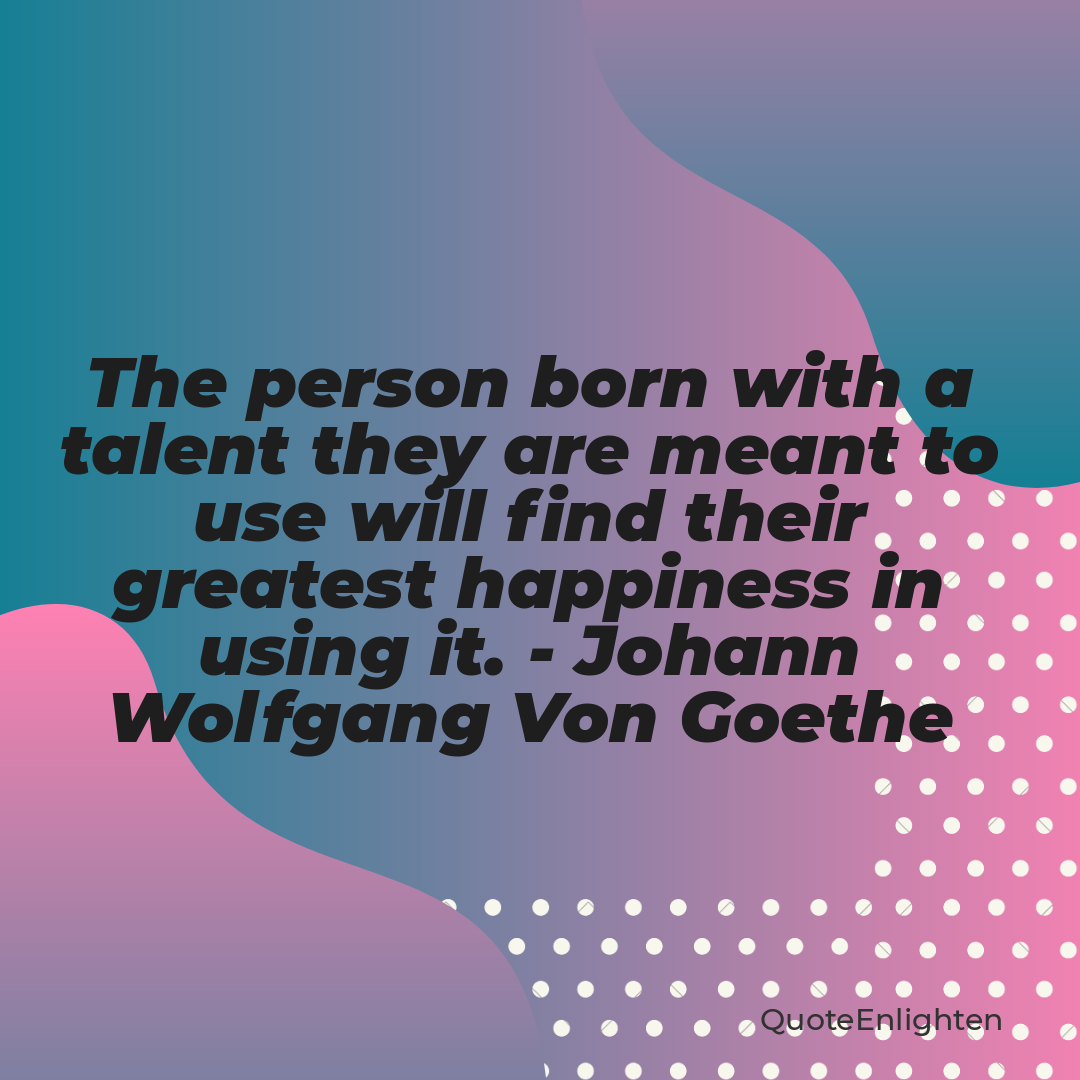 The person born with a
talent they are meant to
use will find their
greatest happiness in
using it. - Johann
Wolfgang Von Goethe
QuoteEnlighten